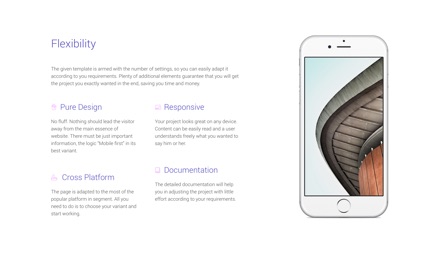 Flexibility
The given template is armed with the number of settings, so you can easily adapt it
according to you requirements. Plenty of additional elements guarantee that you will get
the project you exactly wanted in the end, saving you time and money.
Pure Design
No fluff. Nothing should lead the visitor
away from the main essence of
website. There must be just important
information, the logic "Mobile first" in its
best variant.
Responsive
Your project looks great on any device.
Content can be easily read and a user
understands freely what you wanted to
say him or her.
Cross Platform
The page is adapted to the most of the
popular platform in segment. All you
need to do is to choose your variant and
start working.
Documentation
The detailed documentation will help
you in adjusting the project with little
effort according to your requirements.